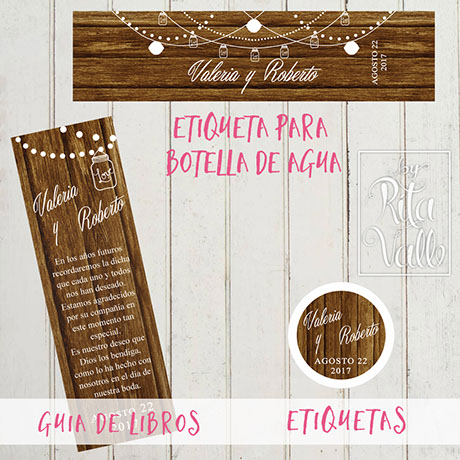 Valeria y Roberto
AGOSTO 22
2017
ETIQUETA PARA
BOTELLA DE AGUA
by
Rita
Valle
Love
Valeria
y Roberto
En los años futuros
recordaremos la dicha
que cada uno y todos
nos han deseado.
Estamos agradecidos
por su compañía en
este momento tan
especial.
Es nuestro deseo que
Dios los bendiga,
como lo ha hecho con
nosotros en el día de
nuestra boda.
AGOSTO 22
2017
GUIA DE LIBROS
Valeria
y Roberto
AGOSTO 22
2017
ETIQUETAS